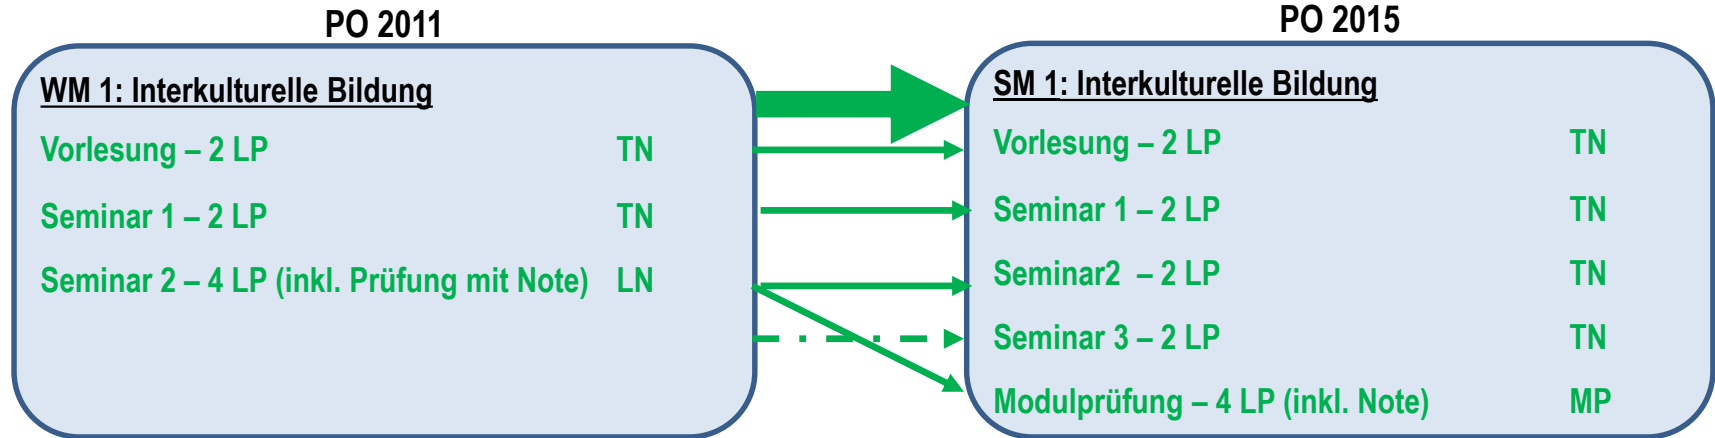 PO 2011
WM 1: Interkulturelle Bildung
Vorlesung – 2 LP TN
Seminar 1 – 2 LP TN
Seminar 2 – 4 LP (inkl. Prüfung mit Note) LN
PO 2015
SM 1: Interkulturelle Bildung
Vorlesung – 2 LP TN
Seminar 1 – 2 LP TN
Seminar2 – 2 LP TN
Seminar 3 – 2 LP TN
Modulprüfung – 4 LP (inkl. Note) MP